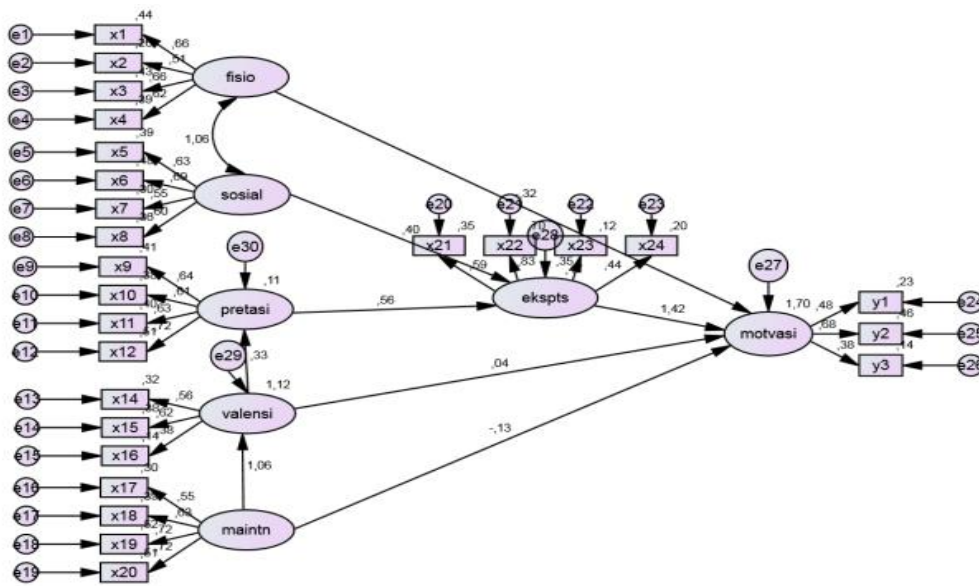 ,44
e1 x1 ,66
e2 x2 ,51
fisio
e3 x3 ,66
e4 x4 ,62
,39
1,06
,39
e5 x5 ,63
e6 x6 ,69
sosial
e7 x7 ,55
e8 x8 ,60
,38
,32
e20 e21 e22 e23
,40 ,35 ,70 e28 ,12 ,20
x21 x22 x23 x24
,59 ,83 ,35 ,44
ekspts
,41
e30
e9 x9 ,64
,11
e10 x10 ,61
pretasi ,56
e11 x11 ,63
e12 x12 ,72
e27
1,42 1,70 ,48 ,23
y1 e24
motvasi ,68 ,46
y2 e25
,38 ,14
y3 e26
e29 ,33
1,12 ,04
,32
e13 x14 ,56
e14 x15 ,62
valensi
e15 x16 ,38
,14
-,13
1,06
,30
e16 x17 ,55
e17 x18 ,63
maintn
e18 x19 ,72
e19 x20 ,72